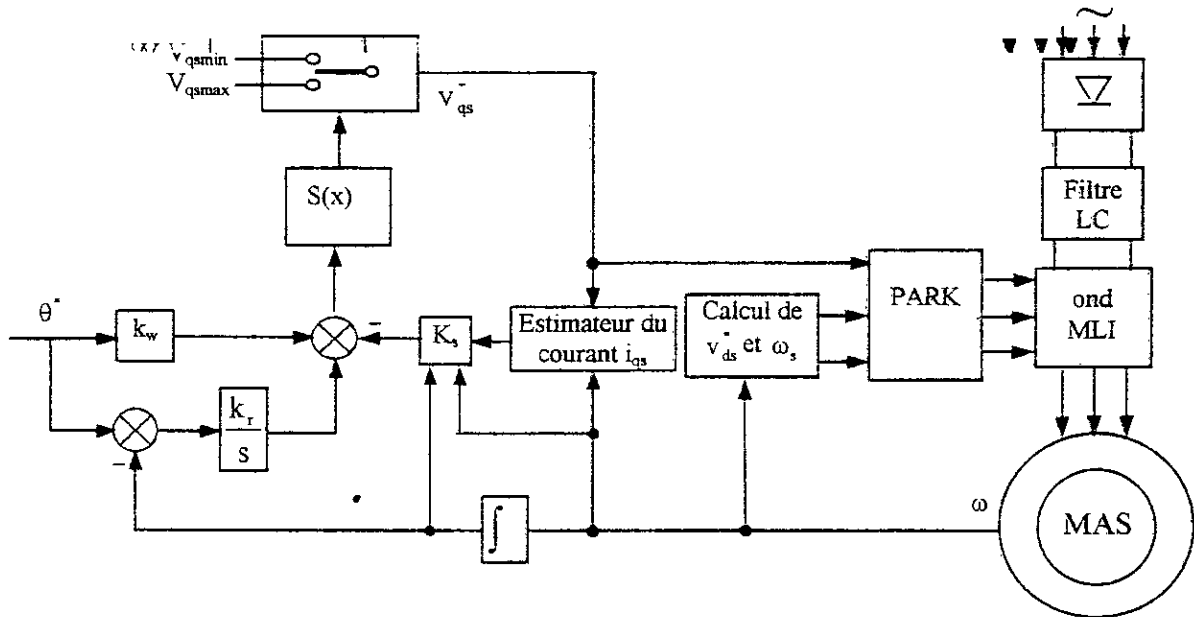 V_qsmin
V_qsmax
V*_qs
S(x)
Filtre
LC
θ*
k_w
K_s
Estimateur du
courant i_qs
Calcul de
v*_ds et ω_s
PARK
ond
MLI
k_r
s
∫
ω
MAS